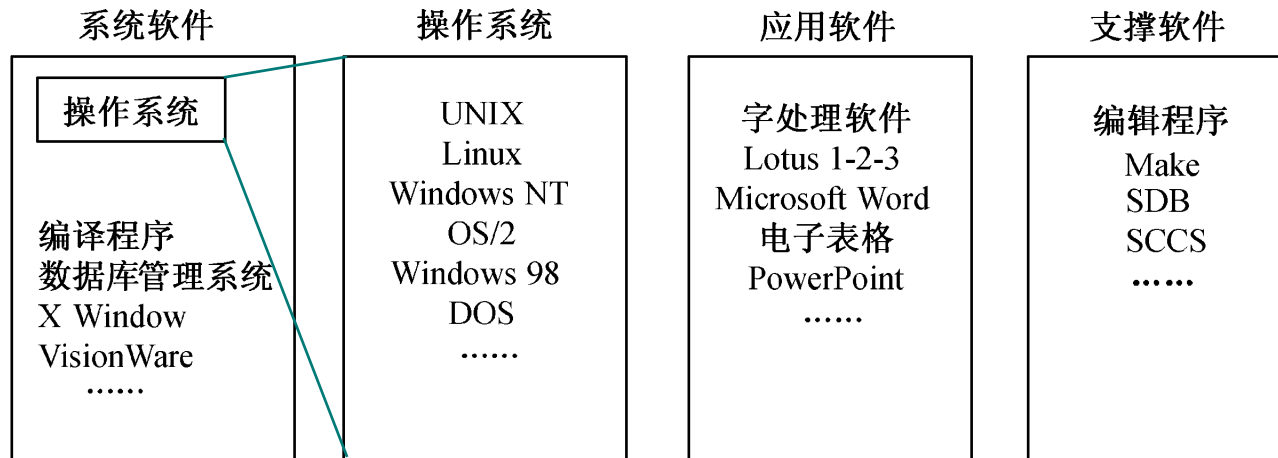 系统软件
操作系统
编译程序
数据库管理系统
X Window
VisionWare
……
操作系统
UNIX
Linux
Windows NT
OS/2
Windows 98
DOS
……
应用软件
字处理软件
Lotus 1-2-3
Microsoft Word
电子表格
PowerPoint
……
支撑软件
编辑程序
Make
SDB
SCCS
……